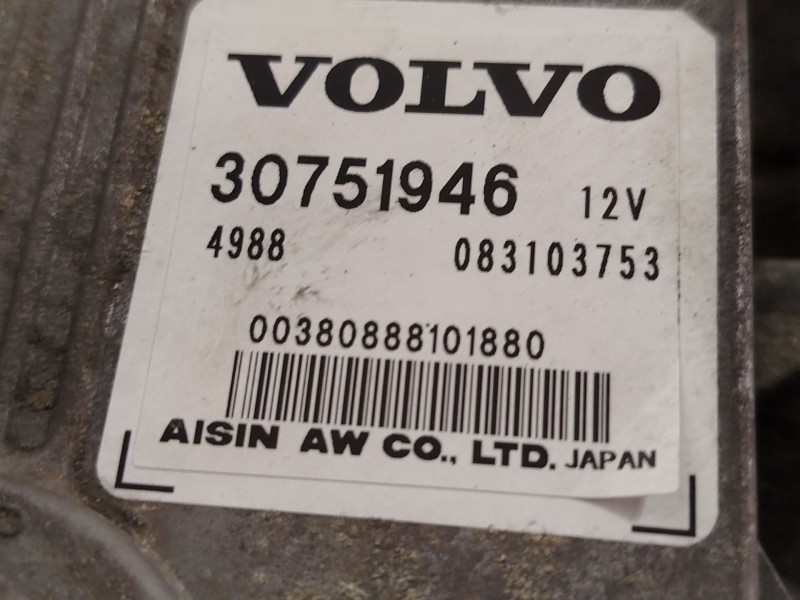 VOLVO
30751946 12V
4988 083103753
00380888101880
AISIN AW CO., LTD. JAPAN